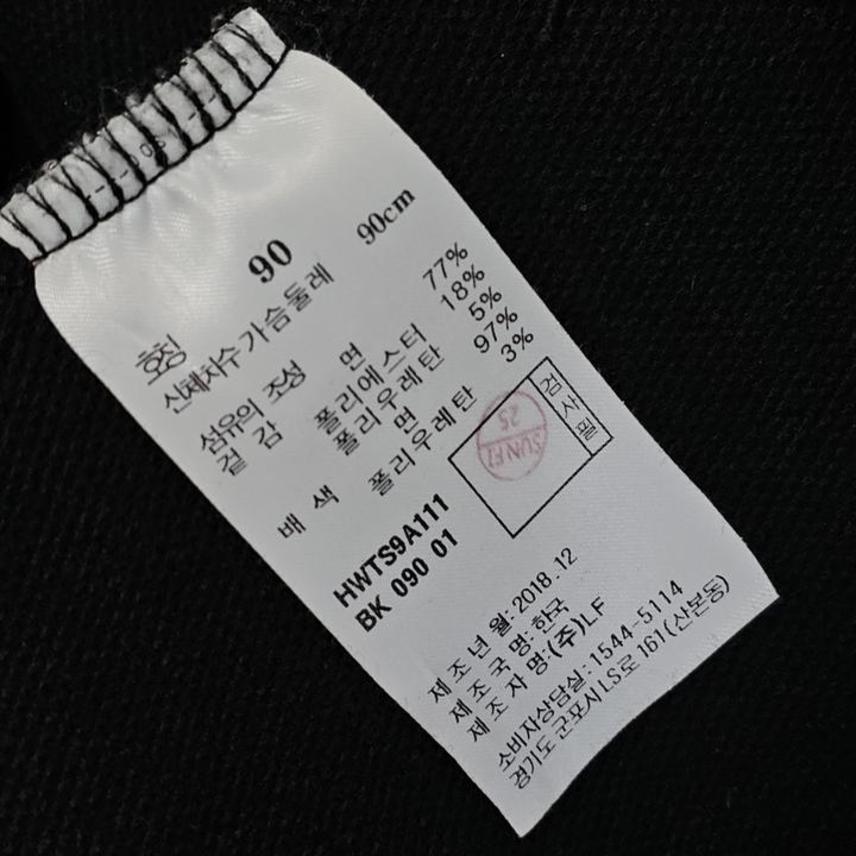 호칭 90
신체치수 가슴둘레 90cm
섬유의 조성 면 77%
겉감 폴리에스터 18%
폴리우레탄 5%
배색 면 97%
폴리우레탄 3%
검사필
SUNFI
25
HWTS9A111
BK 090 01
제조년월:2018.12
제조국명:한국
제조자명:(주)LF
소비자상담실:1544-5114
경기도 군포시 LS로 161(산본동)